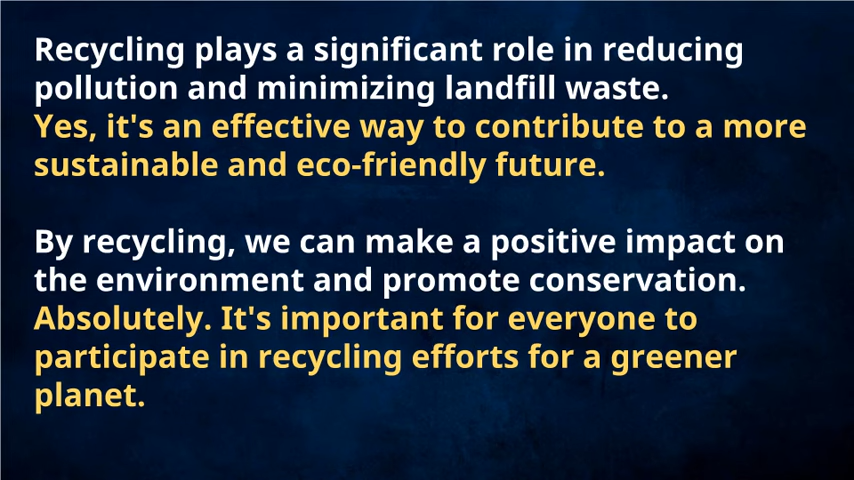 Recycling plays a significant role in reducing
pollution and minimizing landfill waste.
Yes, it's an effective way to contribute to a more
sustainable and eco-friendly future.
By recycling, we can make a positive impact on
the environment and promote conservation.
Absolutely. It's important for everyone to
participate in recycling efforts for a greener
planet.